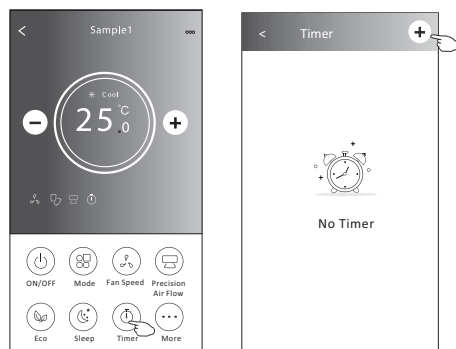 Sample1
Cool
25.0°C
ON/OFF
Mode
Fan Speed
Precision
Air Flow
Eco
Sleep
Timer
More
Timer
No Timer